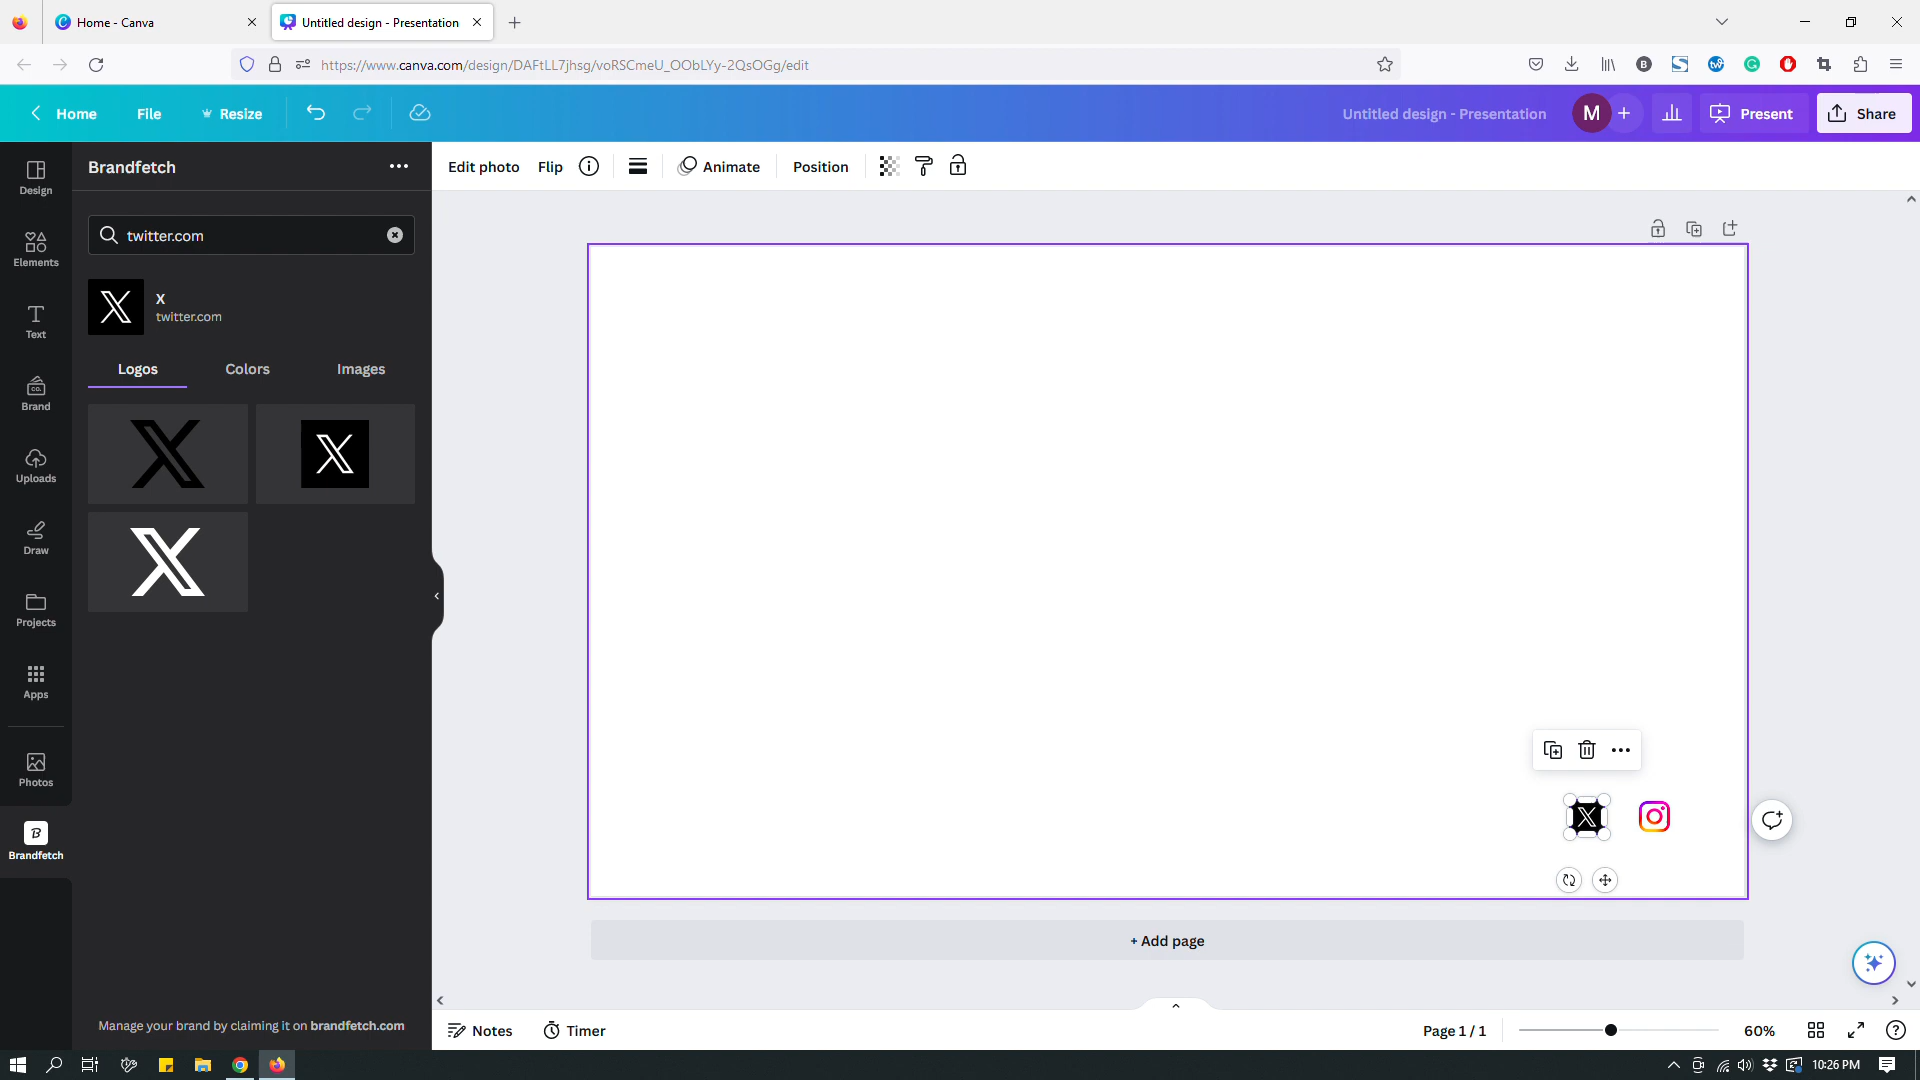 Home - Canva
Untitled design - Presentation
https://www.canva.com/design/DAFtLL7jhsg/voRSCmeU_OObLYy-2QsOGg/edit
Home
File
Resize
Untitled design - Presentation
M
Present
Share
Design
Elements
Text
Brand
Uploads
Draw
Projects
Apps
Photos
Brandfetch
Brandfetch
twitter.com
X
twitter.com
Logos
Colors
Images
Manage your brand by claiming it on brandfetch.com
Edit photo
Flip
Animate
Position
+ Add page
Notes
Timer
Page 1 / 1
60%
10:26 PM